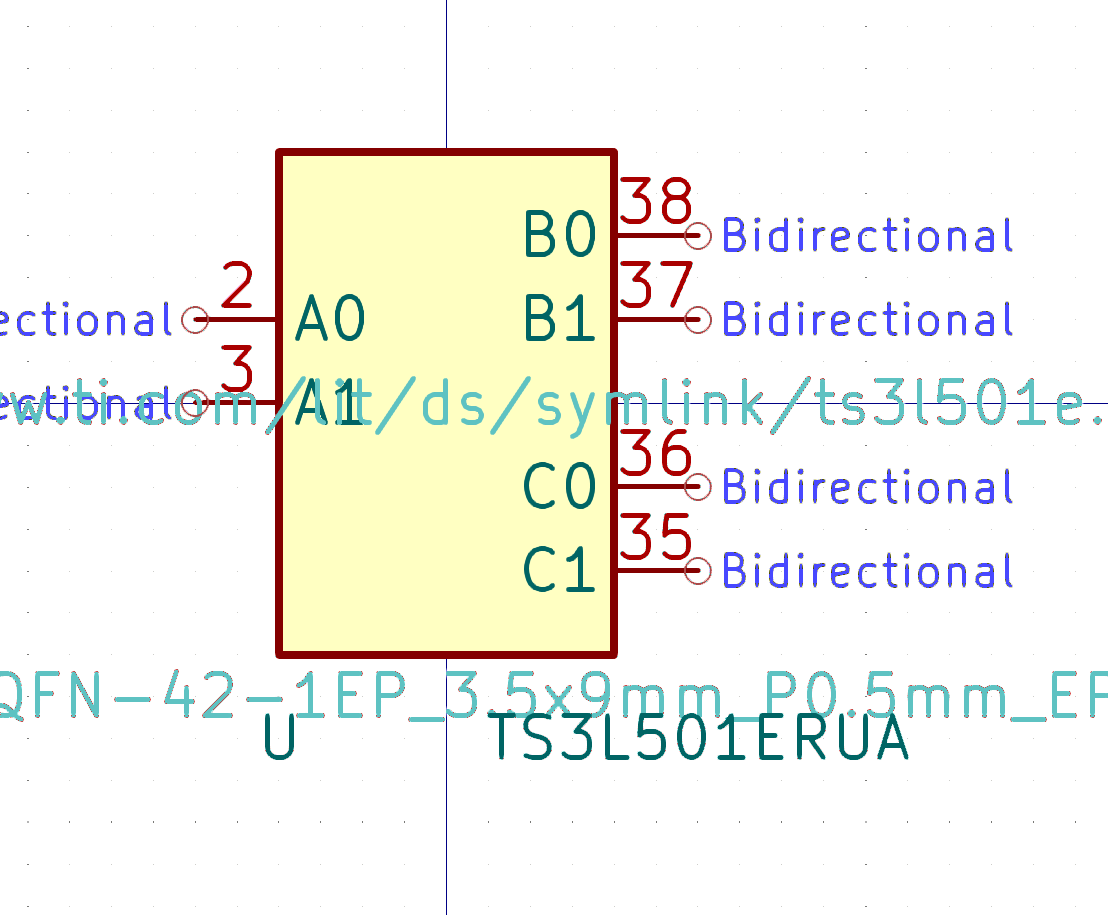 38
B0 Bidirectional
2 37
ectional A0 B1 Bidirectional
3
ectional A1
w.ti.com/lit/ds/symlink/ts3l501e.
36
C0 Bidirectional
35
C1 Bidirectional
QFN-42-1EP_3.5x9mm_P0.5mm_EP
U TS3L501ERUA